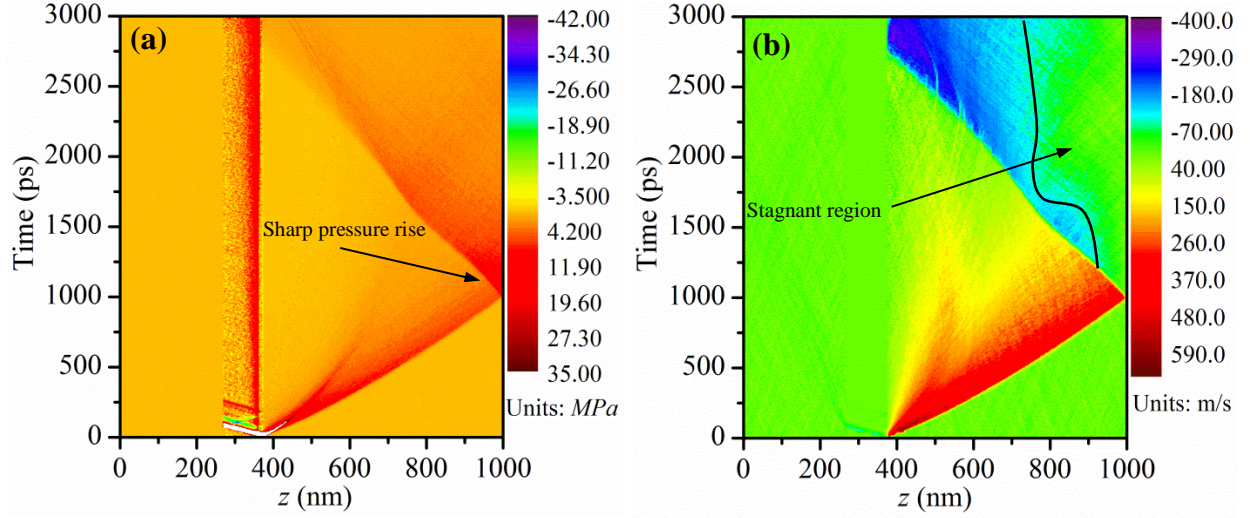 (a)
Time (ps)
3000
2500
2000
1500
1000
500
0
0 200 400 600 800 1000
z (nm)
Sharp pressure rise
-42.00
-34.30
-26.60
-18.90
-11.20
-3.500
4.200
11.90
19.60
27.30
35.00
Units: MPa
(b)
Time (ps)
3000
2500
2000
1500
1000
500
0
0 200 400 600 800 1000
z (nm)
Stagnant region
-400.0
-290.0
-180.0
-70.00
40.00
150.0
260.0
370.0
480.0
590.0
Units: m/s